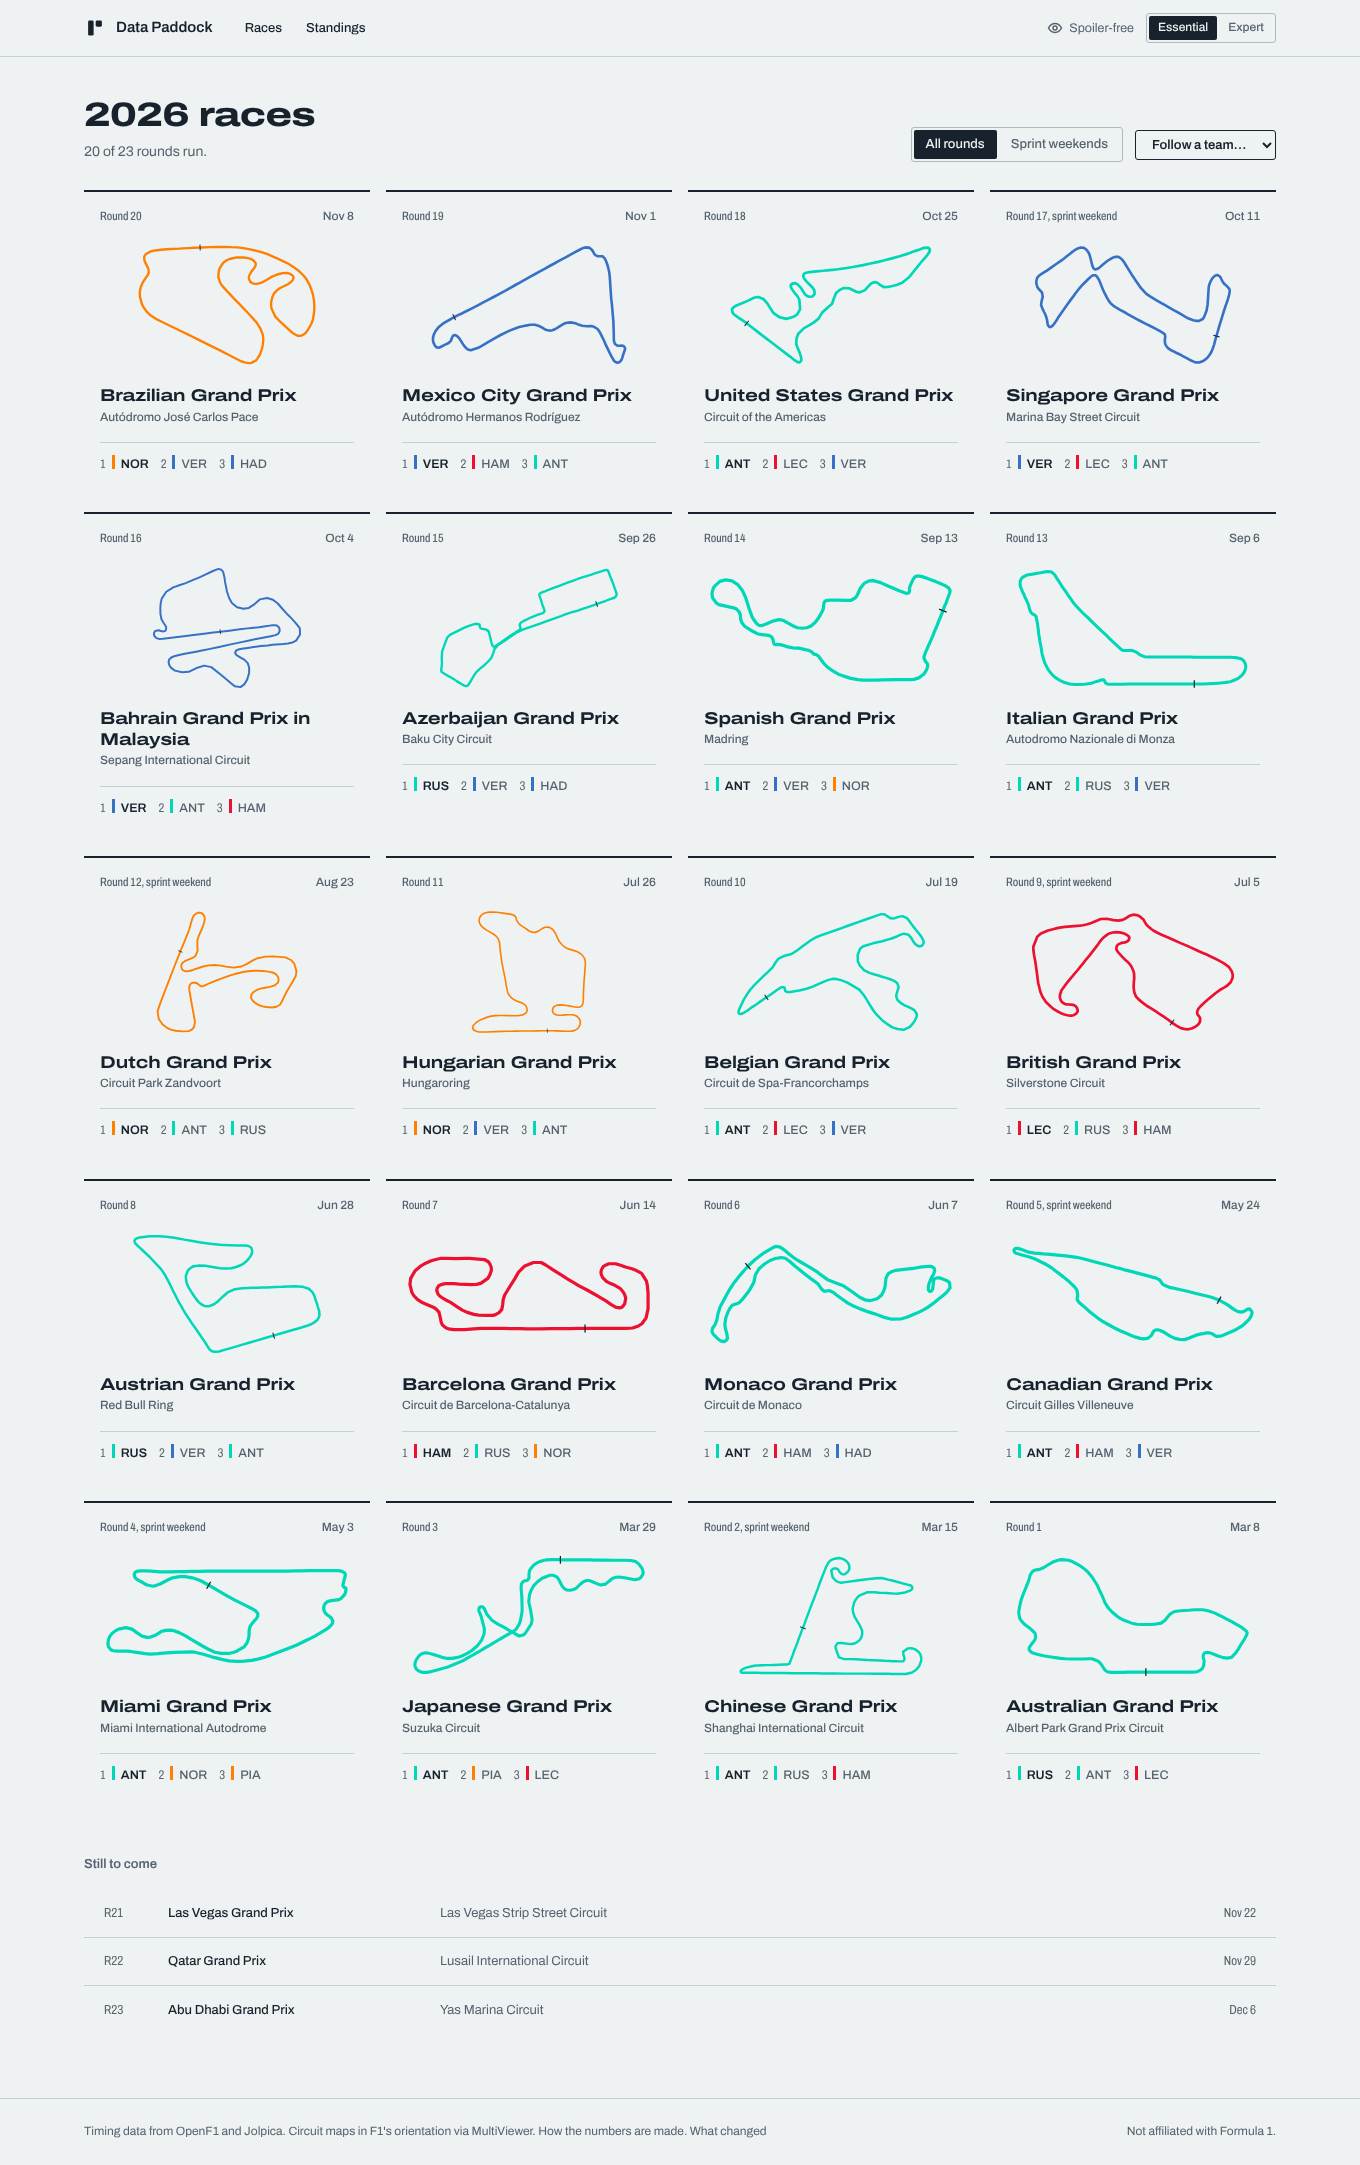 Data Paddock Races Standings Spoiler-free Essential Expert
2026 races
20 of 23 rounds run.
All rounds Sprint weekends Follow a team...
Round 20 Nov 8
Brazilian Grand Prix
Autódromo José Carlos Pace
1 NOR 2 VER 3 HAD
Round 19 Nov 1
Mexico City Grand Prix
Autódromo Hermanos Rodríguez
1 VER 2 HAM 3 ANT
Round 18 Oct 25
United States Grand Prix
Circuit of the Americas
1 ANT 2 LEC 3 VER
Round 17, sprint weekend Oct 11
Singapore Grand Prix
Marina Bay Street Circuit
1 VER 2 LEC 3 ANT
Round 16 Oct 4
Bahrain Grand Prix in
Malaysia
Sepang International Circuit
1 VER 2 ANT 3 HAM
Round 15 Sep 26
Azerbaijan Grand Prix
Baku City Circuit
1 RUS 2 VER 3 HAD
Round 14 Sep 13
Spanish Grand Prix
Madring
1 ANT 2 VER 3 NOR
Round 13 Sep 6
Italian Grand Prix
Autodromo Nazionale di Monza
1 ANT 2 RUS 3 VER
Round 12, sprint weekend Aug 23
Dutch Grand Prix
Circuit Park Zandvoort
1 NOR 2 ANT 3 RUS
Round 11 Jul 26
Hungarian Grand Prix
Hungaroring
1 NOR 2 VER 3 ANT
Round 10 Jul 19
Belgian Grand Prix
Circuit de Spa-Francorchamps
1 ANT 2 LEC 3 VER
Round 9, sprint weekend Jul 5
British Grand Prix
Silverstone Circuit
1 LEC 2 RUS 3 HAM
Round 8 Jun 28
Austrian Grand Prix
Red Bull Ring
1 RUS 2 VER 3 ANT
Round 7 Jun 14
Barcelona Grand Prix
Circuit de Barcelona-Catalunya
1 HAM 2 RUS 3 NOR
Round 6 Jun 7
Monaco Grand Prix
Circuit de Monaco
1 ANT 2 HAM 3 HAD
Round 5, sprint weekend May 24
Canadian Grand Prix
Circuit Gilles Villeneuve
1 ANT 2 HAM 3 VER
Round 4, sprint weekend May 3
Miami Grand Prix
Miami International Autodrome
1 ANT 2 NOR 3 PIA
Round 3 Mar 29
Japanese Grand Prix
Suzuka Circuit
1 ANT 2 PIA 3 LEC
Round 2, sprint weekend Mar 15
Chinese Grand Prix
Shanghai International Circuit
1 ANT 2 RUS 3 HAM
Round 1 Mar 8
Australian Grand Prix
Albert Park Grand Prix Circuit
1 RUS 2 ANT 3 LEC
Still to come
R21 Las Vegas Grand Prix Las Vegas Strip Street Circuit Nov 22
R22 Qatar Grand Prix Lusail International Circuit Nov 29
R23 Abu Dhabi Grand Prix Yas Marina Circuit Dec 6
Timing data from OpenF1 and Jolpica. Circuit maps in F1's orientation via MultiViewer. How the numbers are made. What changed Not affiliated with Formula 1.